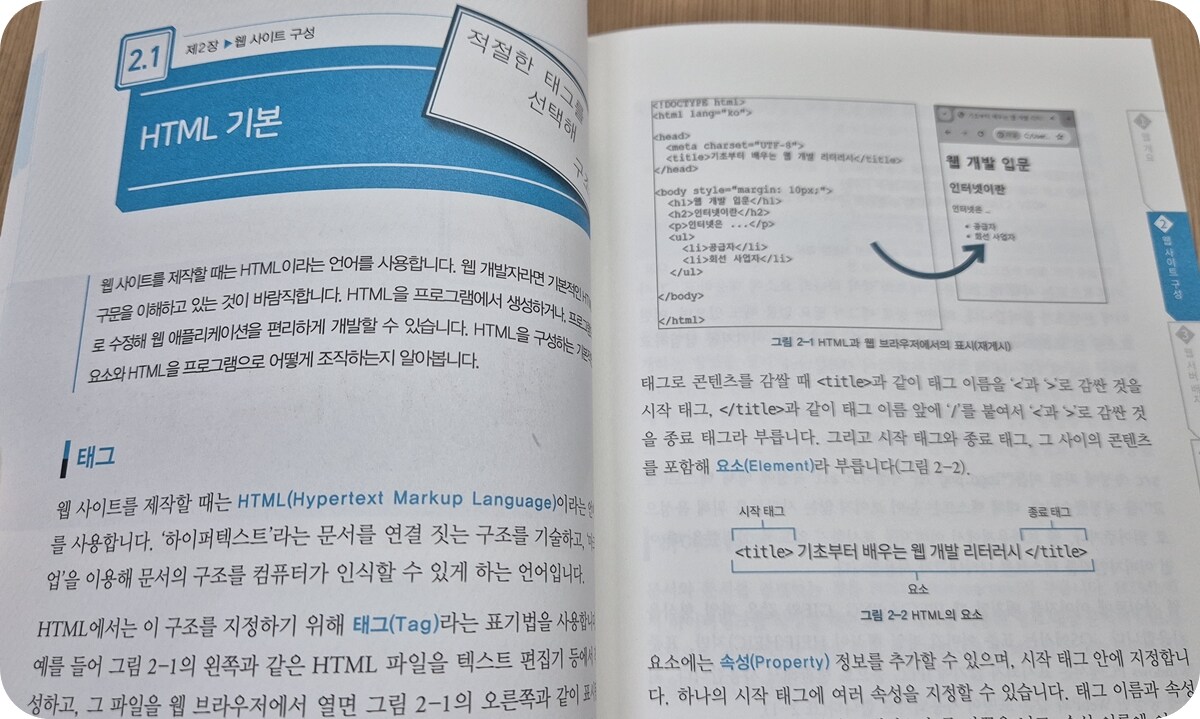 2.1
제2장 ▶웹 사이트 구성
HTML 기본
적절한 태그를
선택해
웹 사이트를 제작할 때는 HTML이라는 언어를 사용합니다. 웹 개발자라면 기본적인
구문을 이해하고 있는 것이 바람직합니다. HTML을 프로그램에서 생성하거나,
로 수정해 웹 애플리케이션을 편리하게 개발할 수 있습니다. HTML을 구성하는
요소와 HTML을 프로그램으로 어떻게 조작하는지 알아봅니다.
태그
웹 사이트를 제작할 때는 HTML(Hypertext Markup Language)이라는
를 사용합니다. '하이퍼텍스트'라는 문서를 연결 짓는 구조를 기술하고,
업'을 이용해 문서의 구조를 컴퓨터가 인식할 수 있게 하는 언어입니다.
HTML에서는 이 구조를 지정하기 위해 태그(Tag)라는 표기법을 사용합니
예를 들어 그림 2-1의 왼쪽과 같은 HTML 파일을 텍스트 편집기 등에서
성하고, 그 파일을 웹 브라우저에서 열면 그림 2-1의 오른쪽과 같이
<!DOCTYPE html>
<html lang="ko">
<head>
<meta charset="UTF-8">
<title>기초부터 배우는 웹 개발 리터러시</title>
</head>
<body style="margin: 10px;">
<h1>웹 개발 입문</h1>
<h2>인터넷이란</h2>
<p>인터넷은 ...</p>
<ul>
<li>공급자</li>
<li>회선 사업자</li>
</ul>
</body>
</html>
웹 개발 입문
인터넷이란
인터넷은 ...
• 공급자
• 회선 사업자
그림 2-1 HTML과 웹 브라우저에서의 표시(재게시)
태그로 콘텐츠를 감쌀 때 <title>과 같이 태그 이름을 '<과 >'로 감싼 것을
시작 태그, </title>과 같이 태그 이름 앞에 '/'를 붙여서 '<과 >'로 감싼 것
을 종료 태그라 부릅니다. 그리고 시작 태그와 종료 태그, 그 사이의 콘텐츠
를 포함해 요소(Element)라 부릅니다(그림 2-2).
시작 태그
종료 태그
<title> 기초부터 배우는 웹 개발 리터러시 </title>
요소
그림 2-2 HTML의 요소
요소에는 속성(Property) 정보를 추가할 수 있으며, 시작 태그 안에 지정합니
다. 하나의 시작 태그에 여러 속성을 지정할 수 있습니다. 태그 이름과 속성
1
웹 개요
2
웹 사이트 구성
3